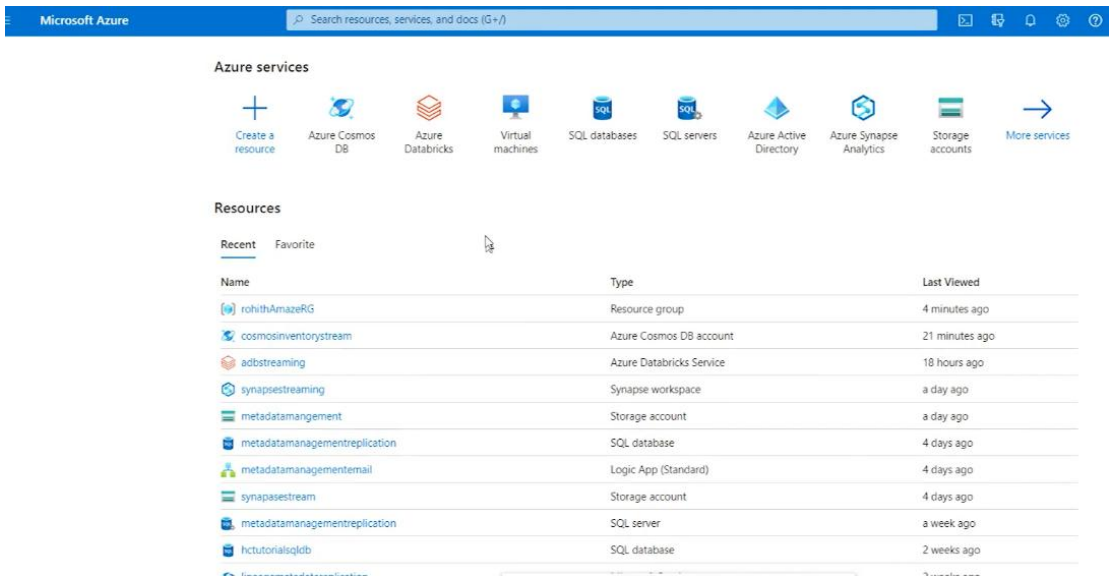 Microsoft Azure
Search resources, services, and docs (G+/)
Azure services
Create a resource
Azure Cosmos DB
Azure Databricks
Virtual machines
SQL databases
SQL servers
Azure Active Directory
Azure Synapse Analytics
Storage accounts
More services
Resources
Recent Favorite
Name Type Last Viewed
rohithAmazeRG Resource group 4 minutes ago
cosmosinventorystream Azure Cosmos DB account 21 minutes ago
adbstreaming Azure Databricks Service 18 hours ago
synapsestreaming Synapse workspace a day ago
metadatamangement Storage account a day ago
metadatamanagementreplication SQL database 4 days ago
metadatamanagementemail Logic App (Standard) 4 days ago
synapasestream Storage account 4 days ago
metadatamanagementreplication SQL server a week ago
hctutorialsqldb SQL database 2 weeks ago